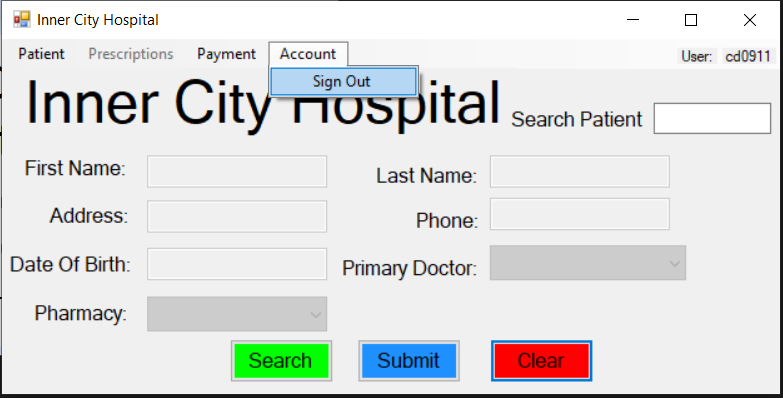 Inner City Hospital
Patient Prescriptions Payment Account User: cd0911
Sign Out
Inner City Hospital
Search Patient
First Name:
Last Name:
Address:
Phone:
Date Of Birth:
Primary Doctor:
Pharmacy:
Search Submit Clear